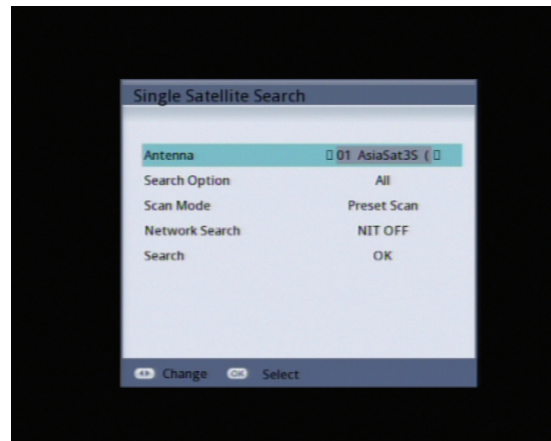 Single Satellite Search
Antenna 01 AsiaSat3S (
Search Option All
Scan Mode Preset Scan
Network Search NIT OFF
Search OK
OK
Change Select